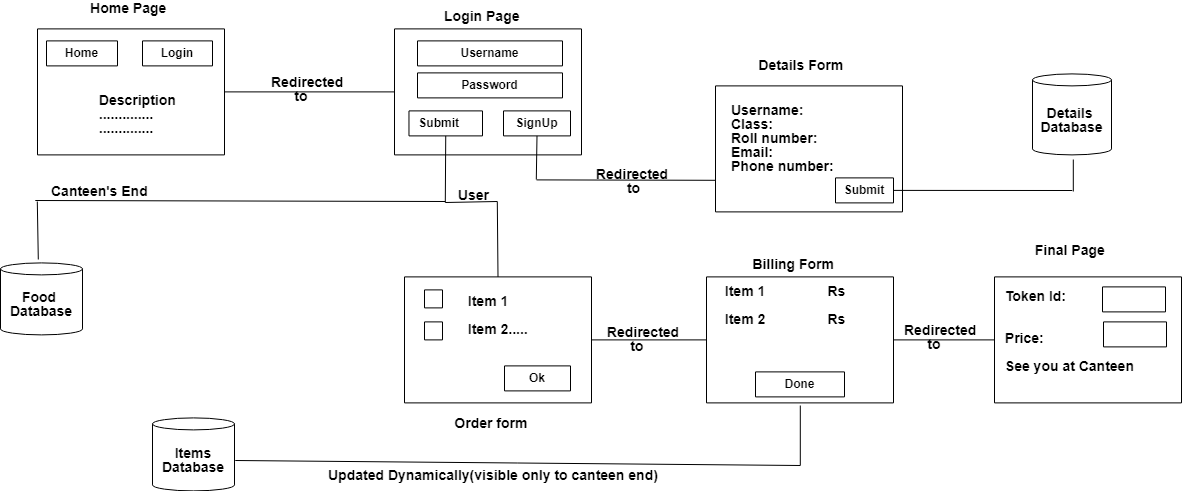 Home Page
Home
Login
Description
..............
..............
Redirected
to
Login Page
Username
Password
Submit
SignUp
Redirected
to
Details Form
Username:
Class:
Roll number:
Email:
Phone number:
Submit
Details
Database
Canteen's End
User
Food
Database
Item 1
Item 2.....
Ok
Order form
Redirected
to
Billing Form
Item 1 Rs
Item 2 Rs
Done
Redirected
to
Final Page
Token Id:
Price:
See you at Canteen
Items
Database
Updated Dynamically(visible only to canteen end)